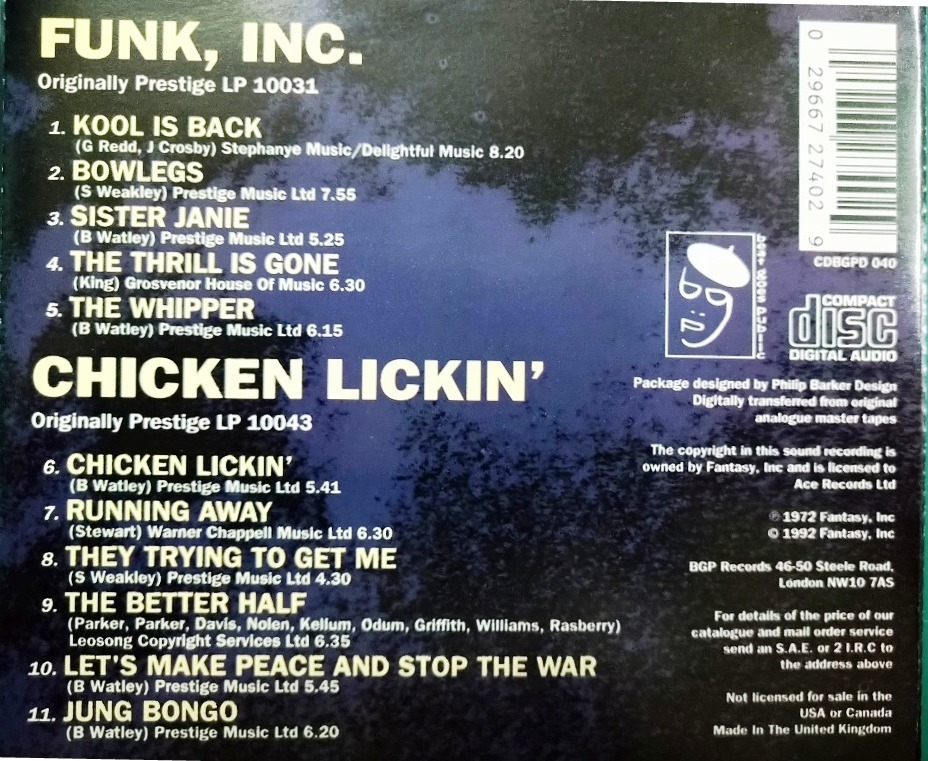 FUNK, INC.
Originally Prestige LP 10031
1. KOOL IS BACK
(G Redd, J Crosby) Stephanye Music/Delightful Music 8.20
2. BOWLEGS
(S Weakley) Prestige Music Ltd 7.55
3. SISTER JANIE
(B Watley) Prestige Music Ltd 5.25
4. THE THRILL IS GONE
(King) Grosvenor House Of Music 6.30
5. THE WHIPPER
(B Watley) Prestige Music Ltd 6.15
CHICKEN LICKIN'
Originally Prestige LP 10043
6. CHICKEN LICKIN'
(B Watley) Prestige Music Ltd 5.41
7. RUNNING AWAY
(Stewart) Warner Chappell Music Ltd 6.30
8. THEY TRYING TO GET ME
(S Weakley) Prestige Music Ltd 4.30
9. THE BETTER HALF
(Parker, Parker, Davis, Nolen, Kellum, Odum, Griffith, Williams, Rasberry)
Leosong Copyright Services Ltd 6.35
10. LET'S MAKE PEACE AND STOP THE WAR
(B Watley) Prestige Music Ltd 5.45
11. JUNG BONGO
(B Watley) Prestige Music Ltd 6.20
0 29667 27402 9
CDBGPD 040
beat goes public
COMPACT
disc
DIGITAL AUDIO
Package designed by Philip Barker Design
Digitally transferred from original
analogue master tapes
The copyright in this sound recording is
owned by Fantasy, Inc and is licensed to
Ace Records Ltd
℗ 1972 Fantasy, Inc
© 1992 Fantasy, Inc
BGP Records 46-50 Steele Road,
London NW10 7AS
For details of the price of our
catalogue and mail order service
send an S.A.E. or 2 I.R.C to
the address above
Not licensed for sale in the
USA or Canada
Made In The United Kingdom